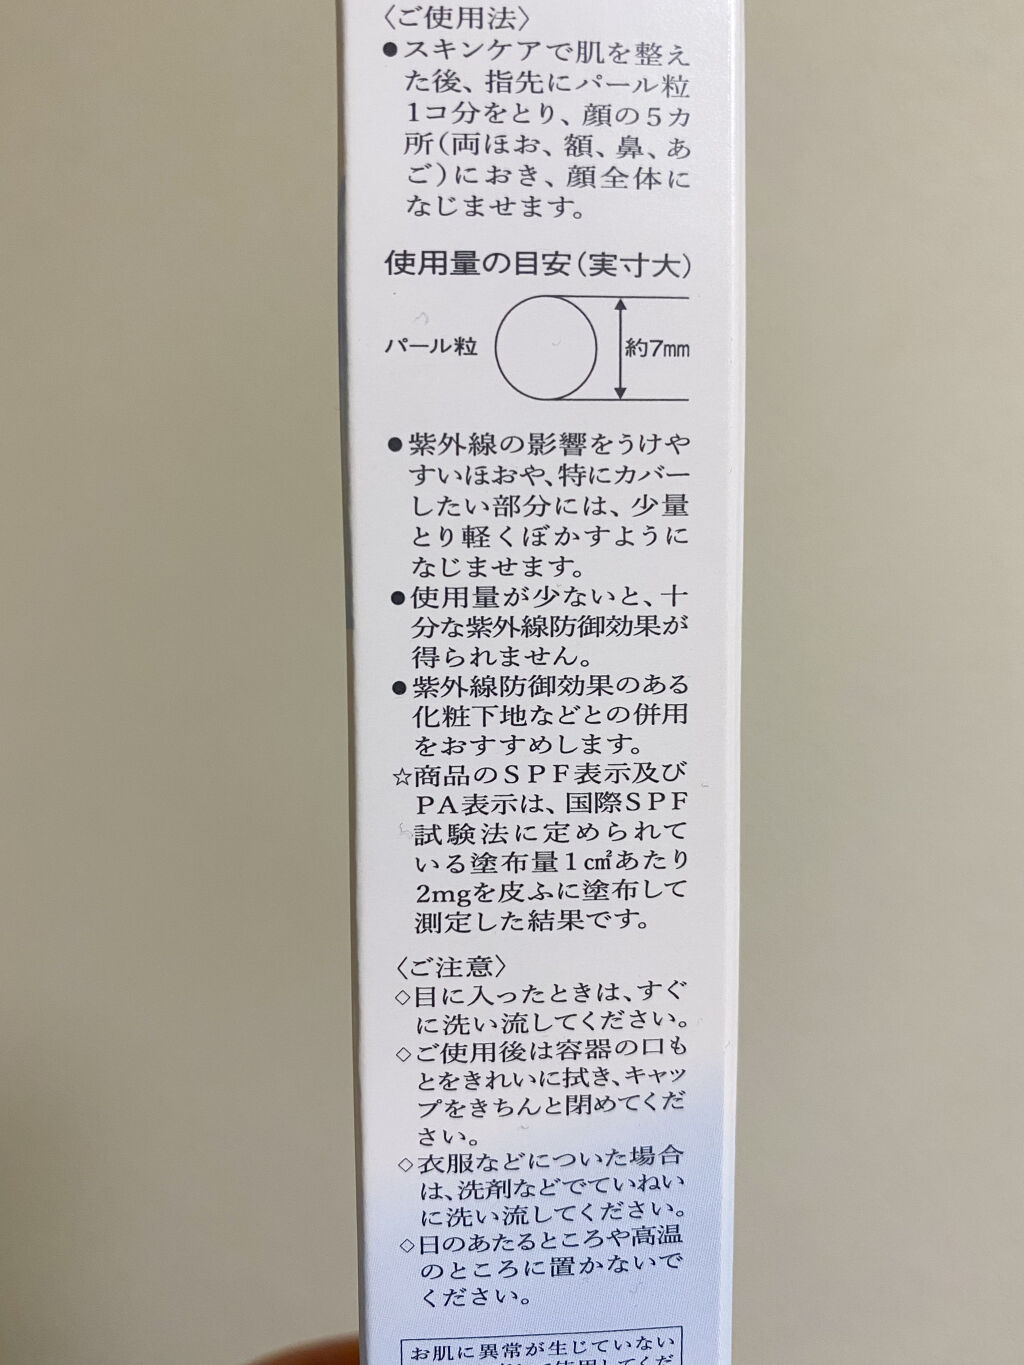 〈ご使用法〉
●スキンケアで肌を整え
た後、指先にパール粒
1コ分をとり、顔の5カ
所(両ほお、額、鼻、あ
ご)におき、顔全体に
なじませます。
使用量の目安(実寸大)
パール粒 約7mm
●紫外線の影響をうけや
すいほおや、特にカバー
したい部分には、少量
とり軽くぼかすように
なじませます。
●使用量が少ないと、十
分な紫外線防御効果が
得られません。
●紫外線防御効果のある
化粧下地などとの併用
をおすすめします。
☆商品のSPF表示及び
PA表示は、国際SPF
試験法に定められて
いる塗布量1c㎡あたり
2mgを皮ふに塗布して
測定した結果です。
〈ご注意〉
◇目に入ったときは、すぐ
に洗い流してください。
◇ご使用後は容器の口も
とをきれいに拭き、キャッ
プをきちんと閉めてくだ
さい。
◇衣服などについた場合
は、洗剤などでていねい
に洗い流してください。
◇日のあたるところや高温
のところに置かないで
ください。
お肌に異常が生じていない